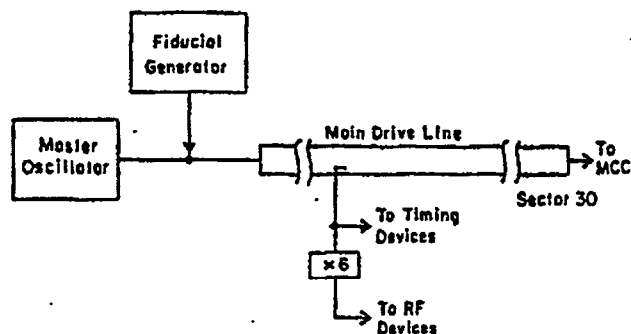 Fiducial
Generator
Master
Oscillator
Main Drive Line
To
MCC
Sector 30
To Timing
Devices
×6
To RF
Devices